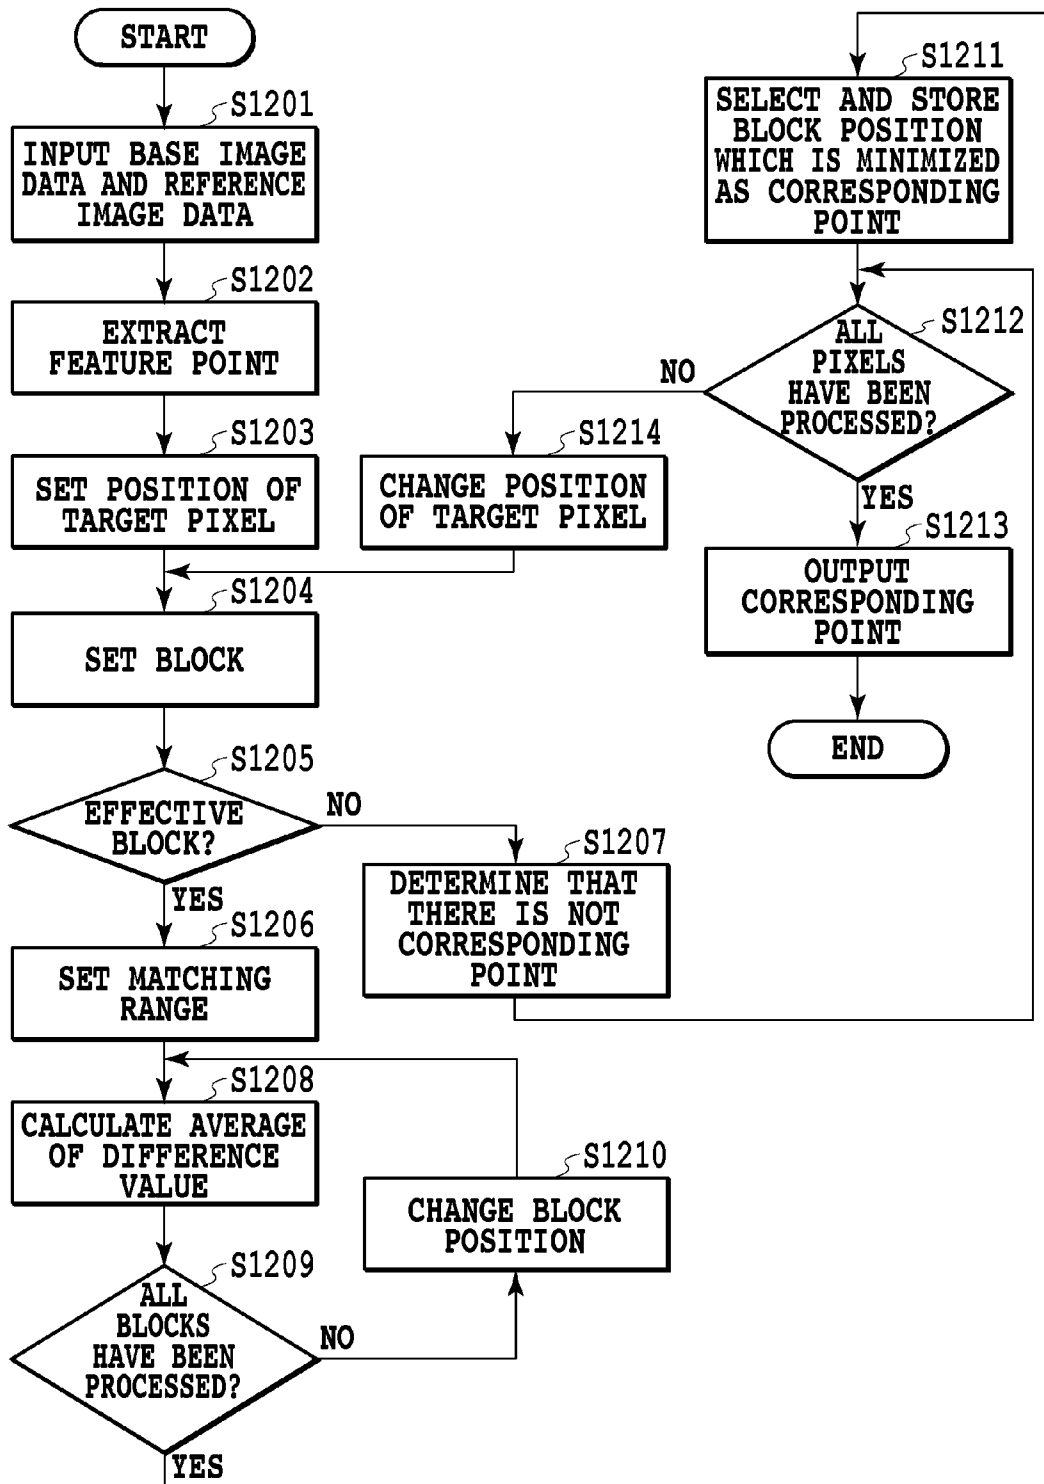 START
S1201
INPUT BASE IMAGE
DATA AND REFERENCE
IMAGE DATA
S1202
EXTRACT
FEATURE POINT
S1203
SET POSITION OF
TARGET PIXEL
S1204
SET BLOCK
S1205
EFFECTIVE
BLOCK?
NO
YES
S1206
SET MATCHING
RANGE
S1207
DETERMINE THAT
THERE IS NOT
CORRESPONDING
POINT
S1208
CALCULATE AVERAGE
OF DIFFERENCE
VALUE
S1209
ALL
BLOCKS
HAVE BEEN
PROCESSED?
NO
YES
S1210
CHANGE BLOCK
POSITION
S1211
SELECT AND STORE
BLOCK POSITION
WHICH IS MINIMIZED
AS CORRESPONDING
POINT
S1212
ALL
PIXELS
HAVE BEEN
PROCESSED?
NO
YES
S1214
CHANGE POSITION
OF TARGET PIXEL
S1213
OUTPUT
CORRESPONDING
POINT
END